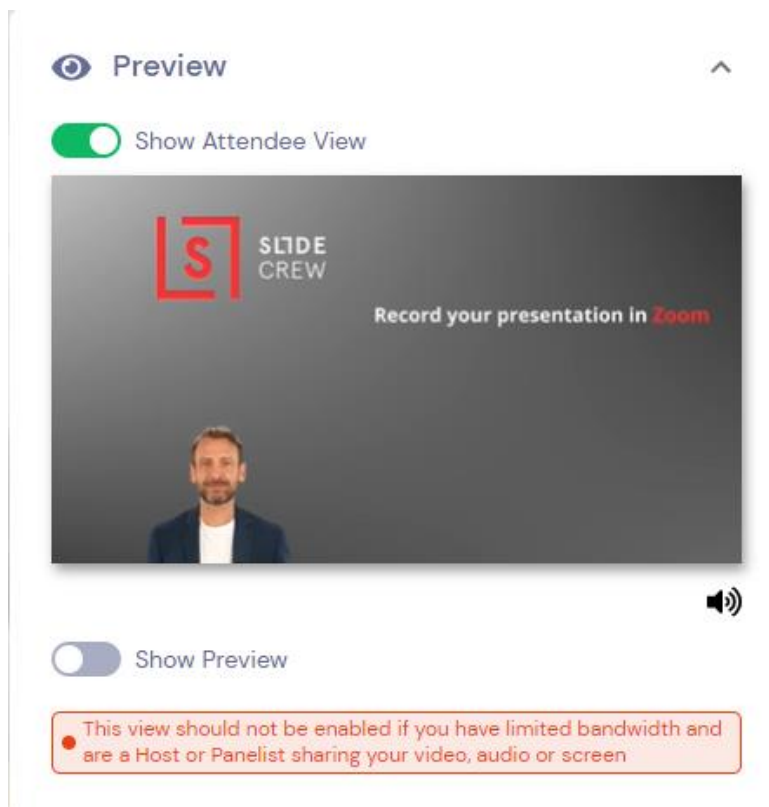 Preview
Show Attendee View
S
SLIDE
CREW
Record your presentation in Zoom
Show Preview
This view should not be enabled if you have limited bandwidth and
are a Host or Panelist sharing your video, audio or screen